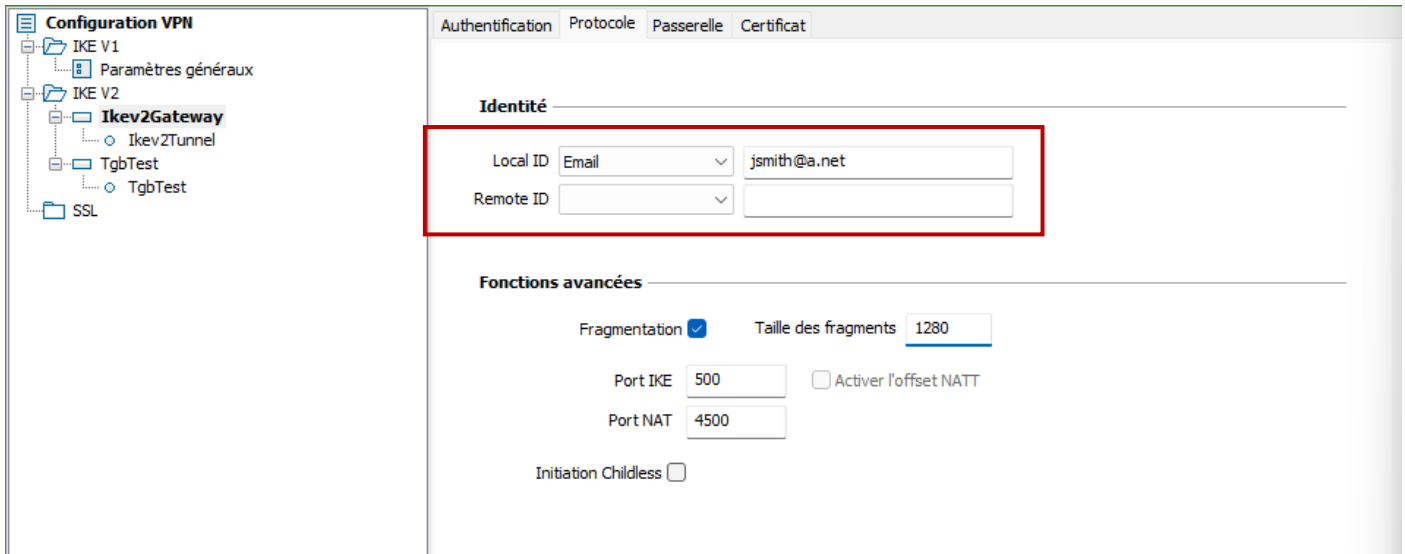 Configuration VPN
IKE V1
Paramètres généraux
IKE V2
Ikev2Gateway
Ikev2Tunnel
TgbTest
TgbTest
SSL
Authentification Protocole Passerelle Certificat
Identité
Local ID Email jsmith@a.net
Remote ID
Fonctions avancées
Fragmentation Taille des fragments 1280
Port IKE 500 Activer l'offset NATT
Port NAT 4500
Initiation Childless